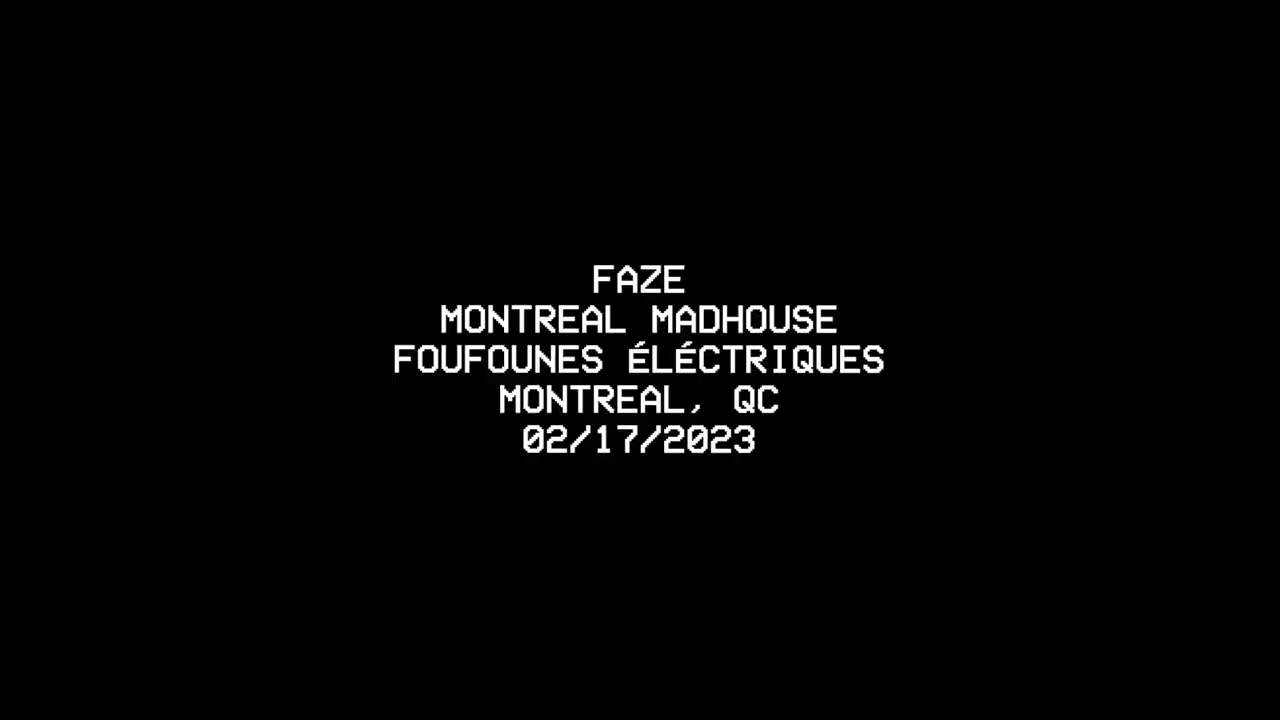 FAZE
MONTREAL MADHOUSE
FOUFOUNES ÉLÉCTRIQUES
MONTREAL, QC
02/17/2023